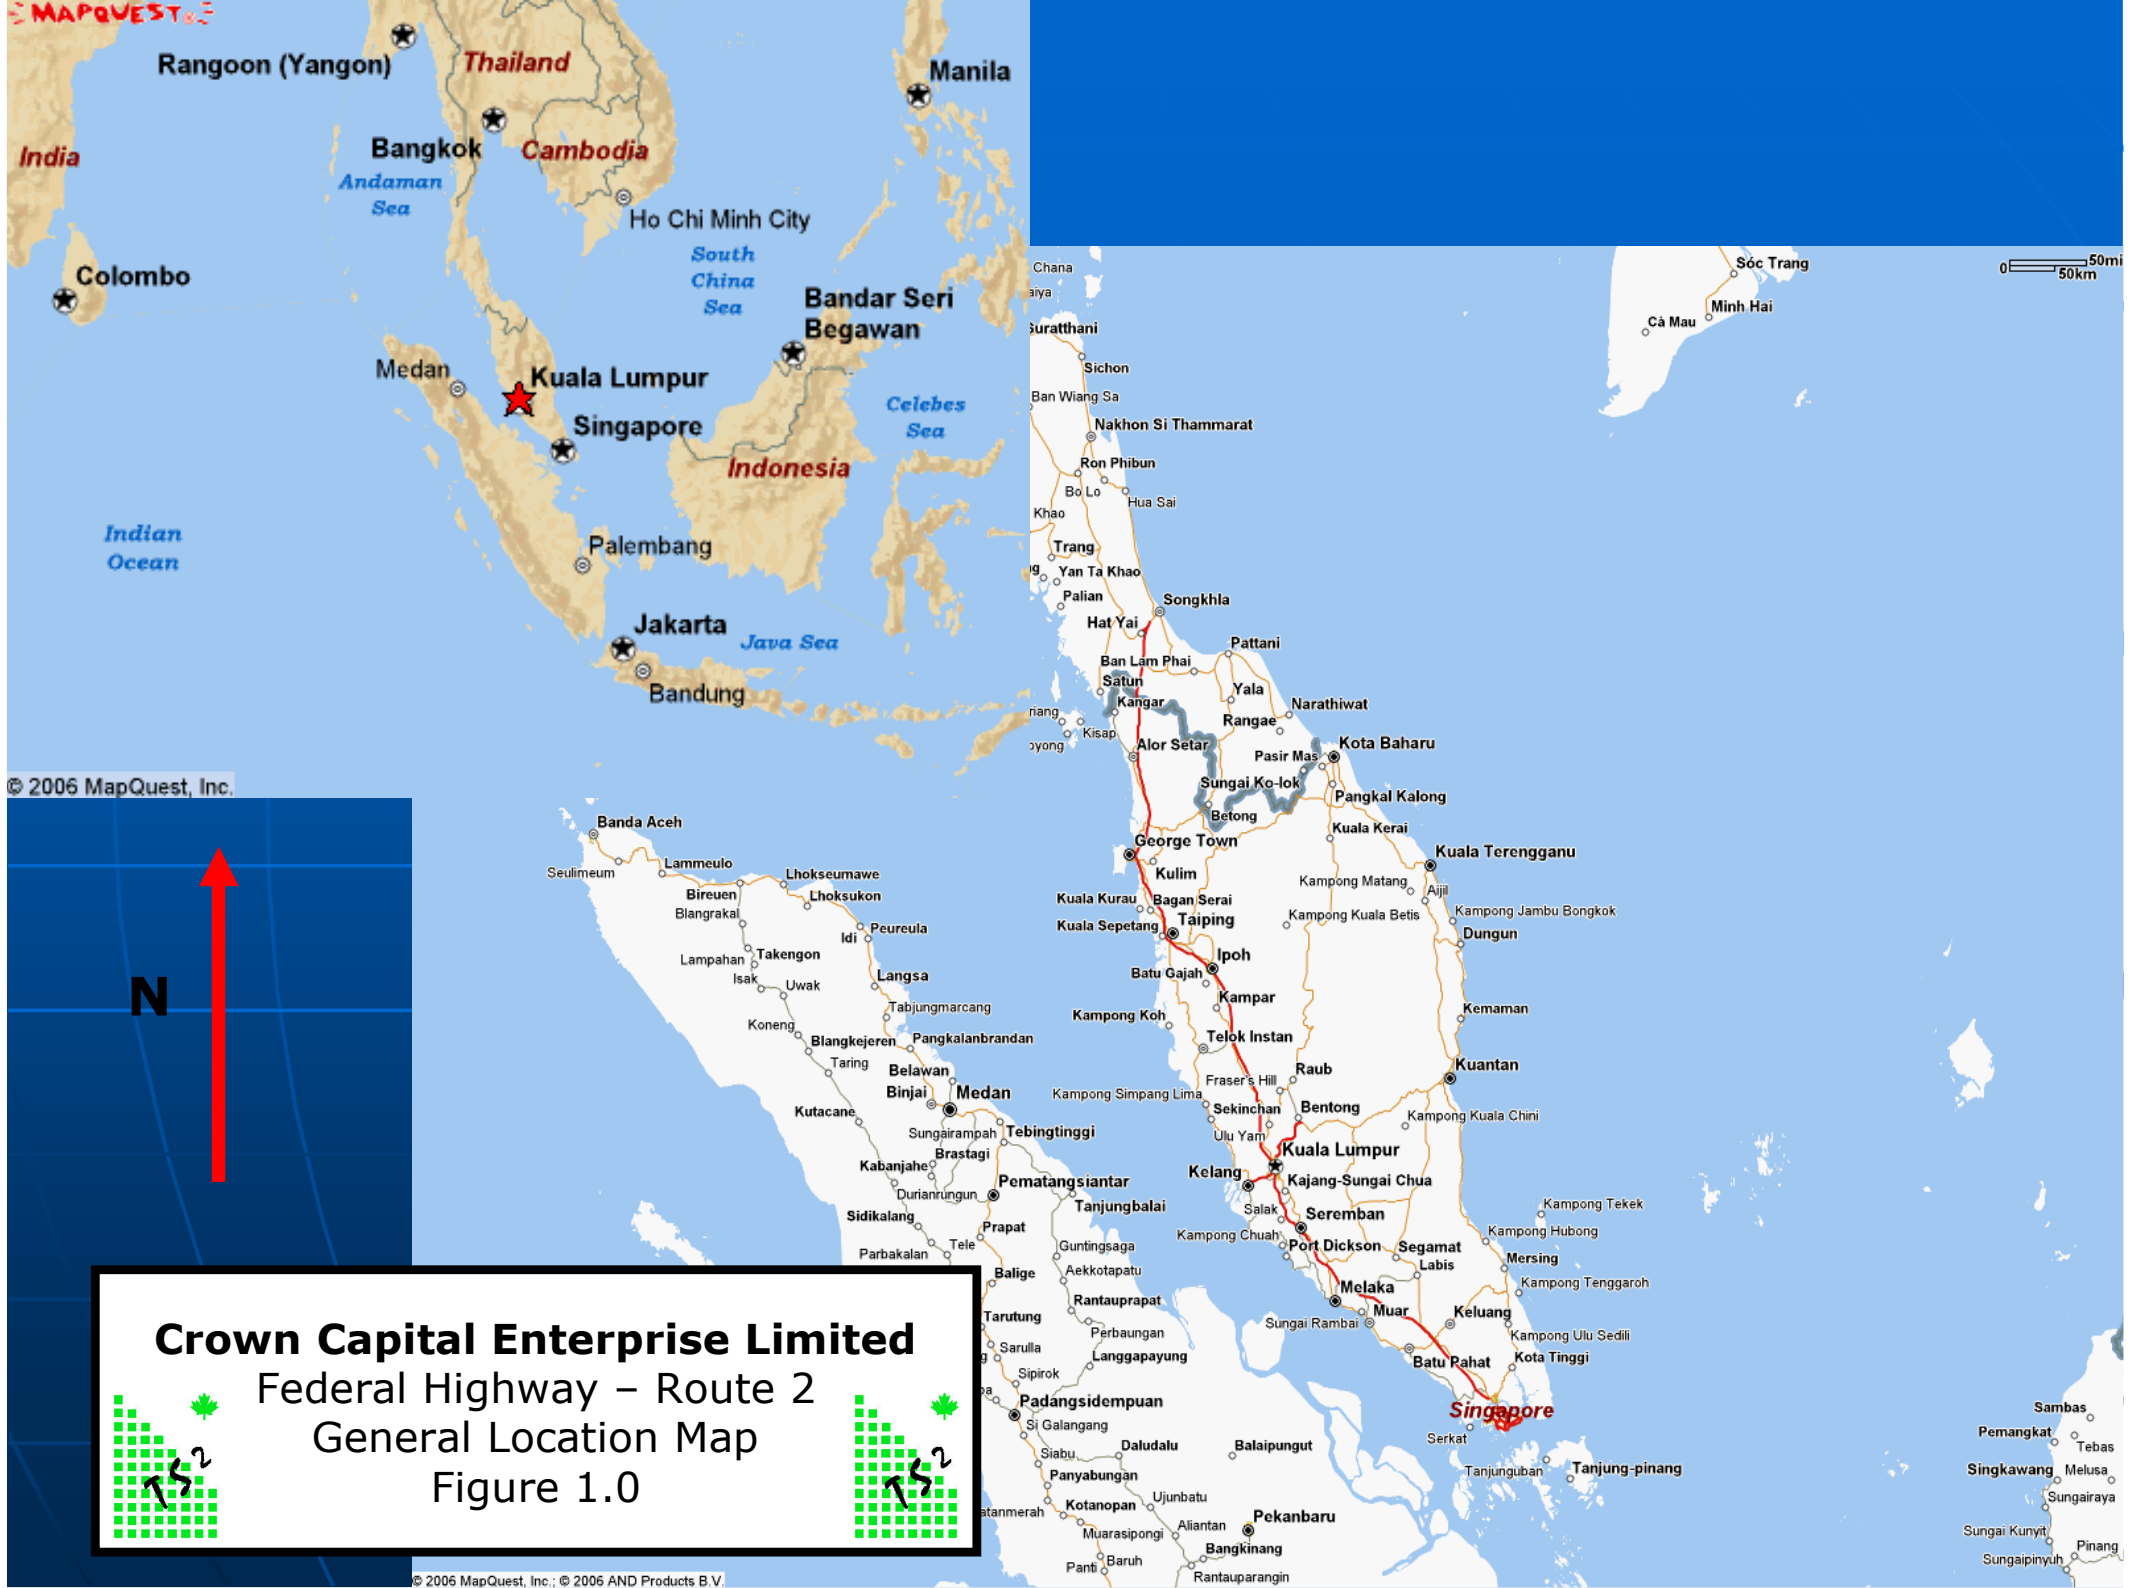 MAPQUEST
Rangoon (Yangon)
Thailand
Manila
India
Bangkok
Cambodia
Andaman
Sea
Ho Chi Minh City
South
China
Sea
Colombo
Bandar Seri
Begawan
Medan
Kuala Lumpur
Singapore
Celebes
Sea
Indonesia
Indian
Ocean
Palembang
Jakarta
Java Sea
Bandung
© 2006 MapQuest, Inc.
N
Crown Capital Enterprise Limited
Federal Highway – Route 2
General Location Map
Figure 1.0
TS2
TS2
Chana
aiya
Suratthani
Sichon
Ban Wiang Sa
Nakhon Si Thammarat
Ron Phibun
Bo Lo
Hua Sai
Khao
Trang
Yan Ta Khao
Palian
Songkhla
Hat Yai
Pattani
Ban Lam Phai
Satun
Yala
Kangar
Narathiwat
riang
Rangae
Kisap
oyong
Alor Setar
Kota Baharu
Pasir Mas
Sungai Ko-lok
Pangkal Kalong
Betong
Kuala Kerai
George Town
Kuala Terengganu
Kulim
Kampong Matang
Aijil
Kuala Kurau
Bagan Serai
Kampong Jambu Bongkok
Kuala Sepetang
Taiping
Kampong Kuala Betis
Dungun
Ipoh
Batu Gajah
Kampar
Kemaman
Kampong Koh
Telok Instan
Kuantan
Fraser's Hill
Raub
Kampong Simpang Lima
Sekinchan
Bentong
Kampong Kuala Chini
Ulu Yam
Kuala Lumpur
Kelang
Kajang-Sungai Chua
Salak
Seremban
Kampong Tekek
Kampong Chuah
Kampong Hubong
Port Dickson
Segamat
Mersing
Labis
Melaka
Kampong Tenggaroh
Muar
Keluang
Sungai Rambai
Kampong Ulu Sedili
Batu Pahat
Kota Tinggi
Singapore
Serkat
Tanjunguban
Tanjung-pinang
Sóc Trang
Minh Hai
Cà Mau
0
50mi
50km
Banda Aceh
Seulimeum
Lammeulo
Lhokseumawe
Bireuen
Lhoksukon
Blangrakal
Peureula
Idi
Takengon
Lampahan
Isak
Uwak
Langsa
Tabjungmarcang
Koneng
Blangkejeren
Pangkalanbrandan
Taring
Belawan
Binjai
Medan
Kutacane
Sungairampah
Tebingtinggi
Brastagi
Kabanjahe
Pematangsiantar
Durianrungun
Tanjungbalai
Sidikalang
Prapat
Tele
Parbakalan
Guntingsaga
Balige
Aekkotapatu
Rantauprapat
Tarutung
Perbaungan
Sarulla
Langgapayung
Sipirok
Padangsidempuan
Si Galangang
Siabu
Daludalu
Balaipungut
Panyabungan
Ujunbatu
Kotanopan
atanmerah
Aliantan
Pekanbaru
Muarasipongi
Bangkinang
Baruh
Panti
Rantauparangin
Sambas
Pemangkat
Tebas
Singkawang
Melusa
Sungairaya
Sungai Kunyit
Pinang
Sungaipinyuh
© 2006 MapQuest, Inc.; © 2006 AND Products B.V.